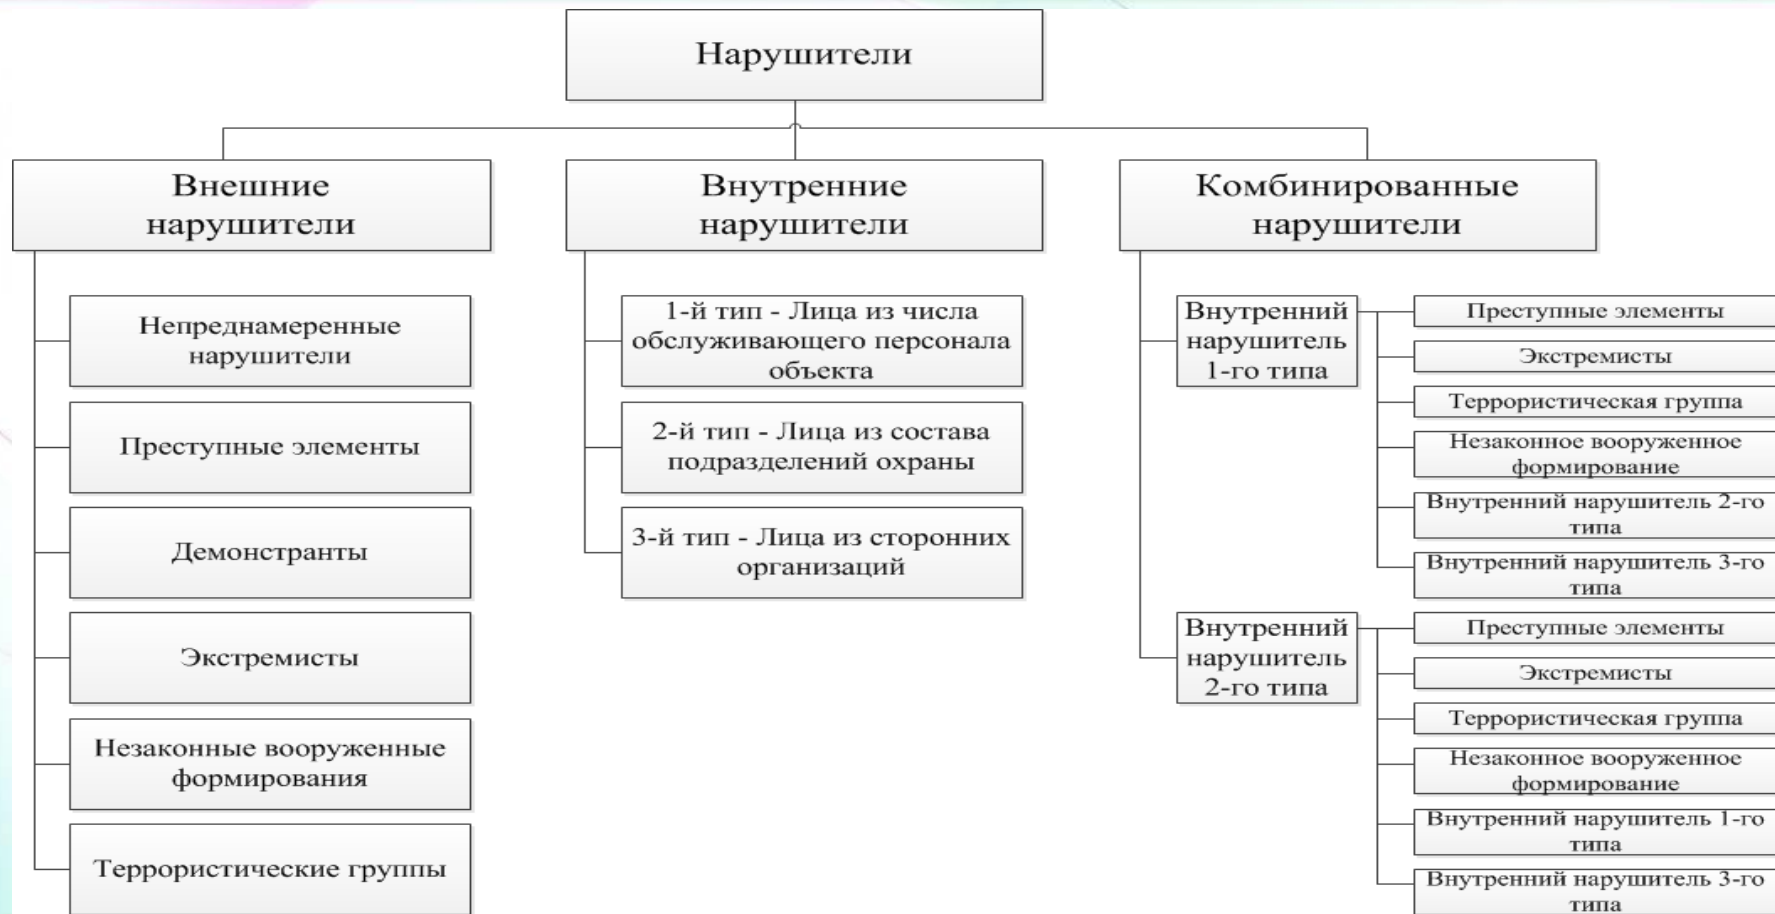 Нарушители
Внешние
нарушители
Непреднамеренные
нарушители
Преступные элементы
Демонстранты
Экстремисты
Незаконные вооруженные
формирования
Террористические группы
Внутренние
нарушители
1-й тип - Лица из числа
обслуживающего персонала
объекта
2-й тип - Лица из состава
подразделений охраны
3-й тип - Лица из сторонних
организаций
Комбинированные
нарушители
Внутренний
нарушитель
1-го типа
Преступные элементы
Экстремисты
Террористическая группа
Незаконное вооруженное
формирование
Внутренний нарушитель 2-го
типа
Внутренний нарушитель 3-го
типа
Внутренний
нарушитель
2-го типа
Преступные элементы
Экстремисты
Террористическая группа
Незаконное вооруженное
формирование
Внутренний нарушитель 1-го
типа
Внутренний нарушитель 3-го
типа